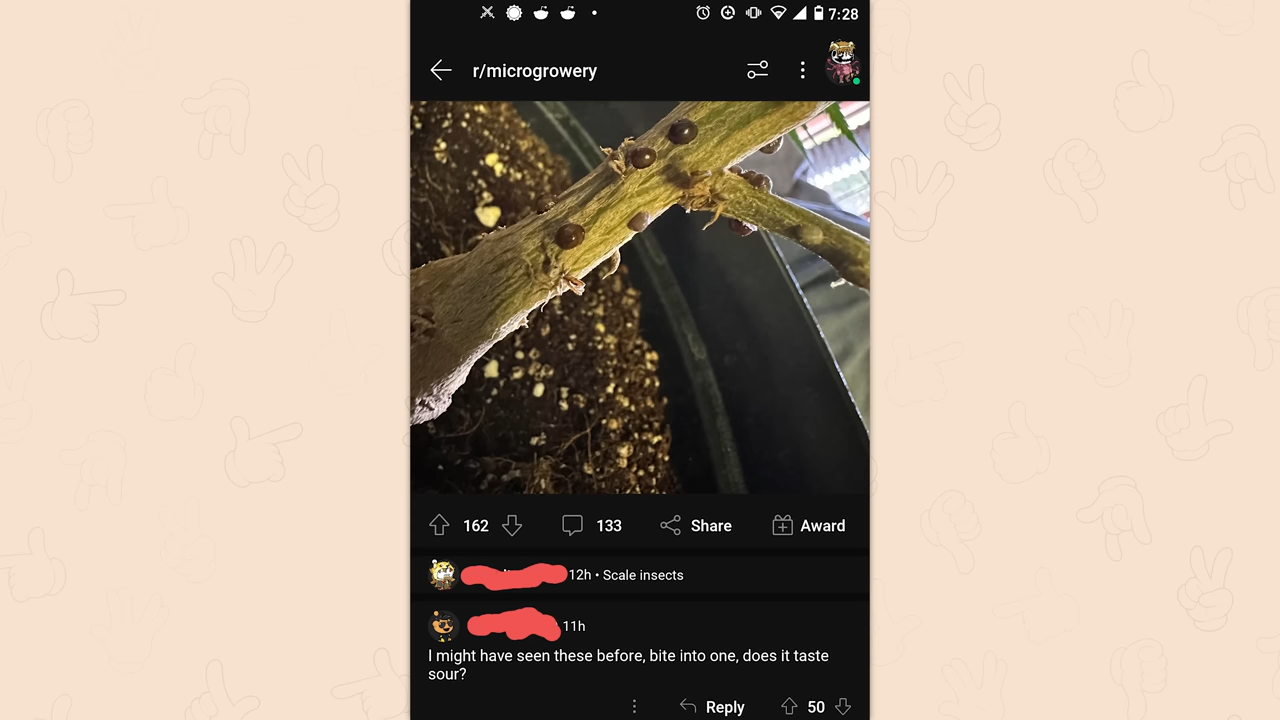 7:28
r/microgrowery
162
133
Share
Award
12h • Scale insects
11h
I might have seen these before, bite into one, does it taste
sour?
Reply
50